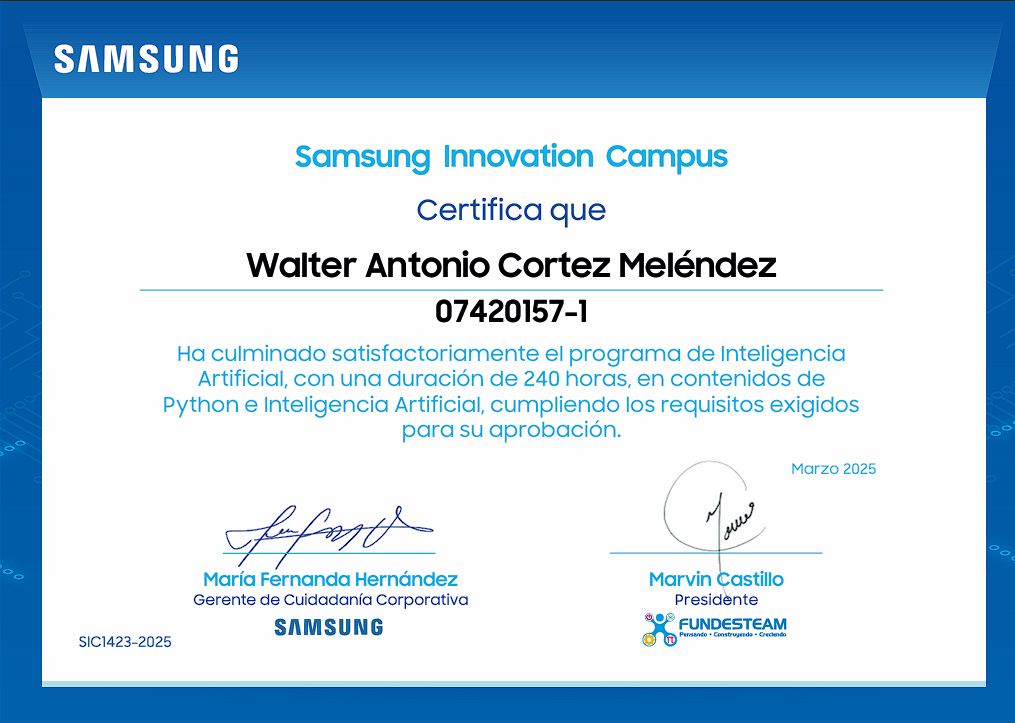 SAMSUNG
Samsung Innovation Campus
Certifica que
Walter Antonio Cortez Meléndez
07420157-1
Ha culminado satisfactoriamente el programa de Inteligencia
Artificial, con una duración de 240 horas, en contenidos de
Python e Inteligencia Artificial, cumpliendo los requisitos exigidos
para su aprobación.
Marzo 2025
María Fernanda Hernández
Gerente de Cuidadanía Corporativa
SAMSUNG
Marvin Castillo
Presidente
FUNDESTEAM
Pensando • Construyendo • Creciendo
SIC1423-2025